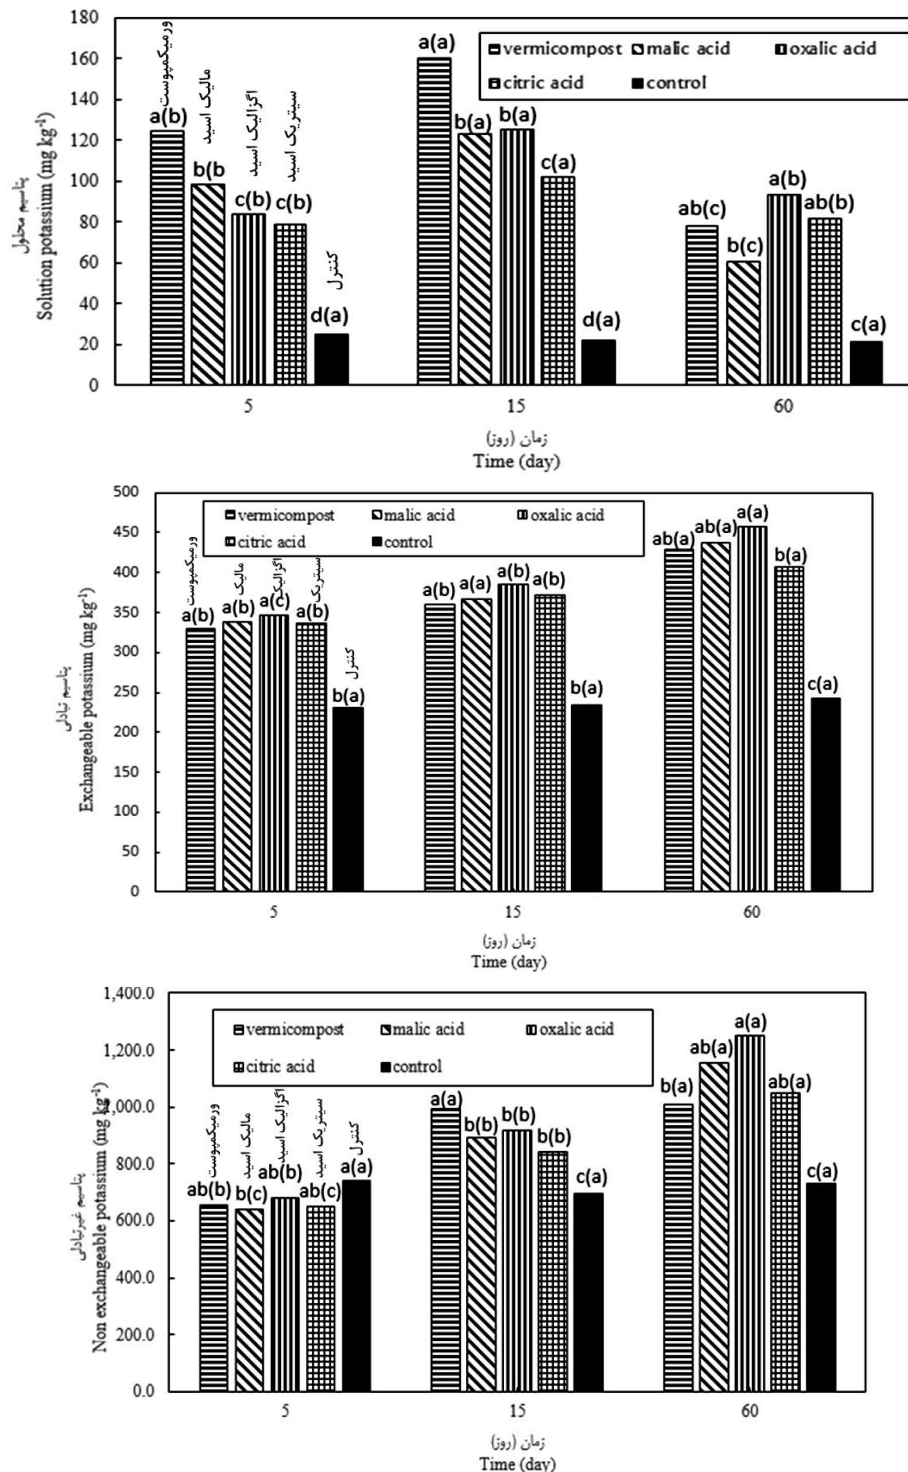 180
160
140
120
100
80
60
40
20
0
پتاسیم محلول
Solution potassium (mg kg-1)
vermicompost malic acid oxalic acid
citric acid control
ورمیکمپوست
مالیک اسید
اگزالیک اسید
سیتریک اسید
کنترل
a(b) b(b c(b) c(b) d(a)
a(a) b(a) b(a) c(a) d(a)
ab(c) b(c) a(b) ab(b) c(a)
5 15 60
زمان (روز)
Time (day)
500
450
400
350
300
250
200
150
100
50
0
پتاسیم تبادلی
Exchangeable potassium (mg kg-1)
vermicompost malic acid oxalic acid
citric acid control
ورمیکمپوست
مالیک
اگزالیک
سیتریک
کنترل
a(b) a(b) a(c) a(b) b(a)
a(b) a(a) a(b) a(b) b(a)
ab(a) ab(a) a(a) b(a) c(a)
5 15 60
زمان (روز)
Time (day)
1,400.0
1,200.0
1,000.0
800.0
600.0
400.0
200.0
0.0
پتاسیم غیرتبادلی
Non exchangeable potassium (mg kg-1)
vermicompost malic acid oxalic acid
citric acid control
ورمیکمپوست
مالیک اسید
اگزالیک اسید
سیتریک اسید
کنترل
ab(b) b(c) ab(b) ab(c) a(a)
a(a) b(b) b(b) b(b) c(a)
b(a) ab(a) a(a) ab(a) c(a)
5 15 60
زمان (روز)
Time (day)